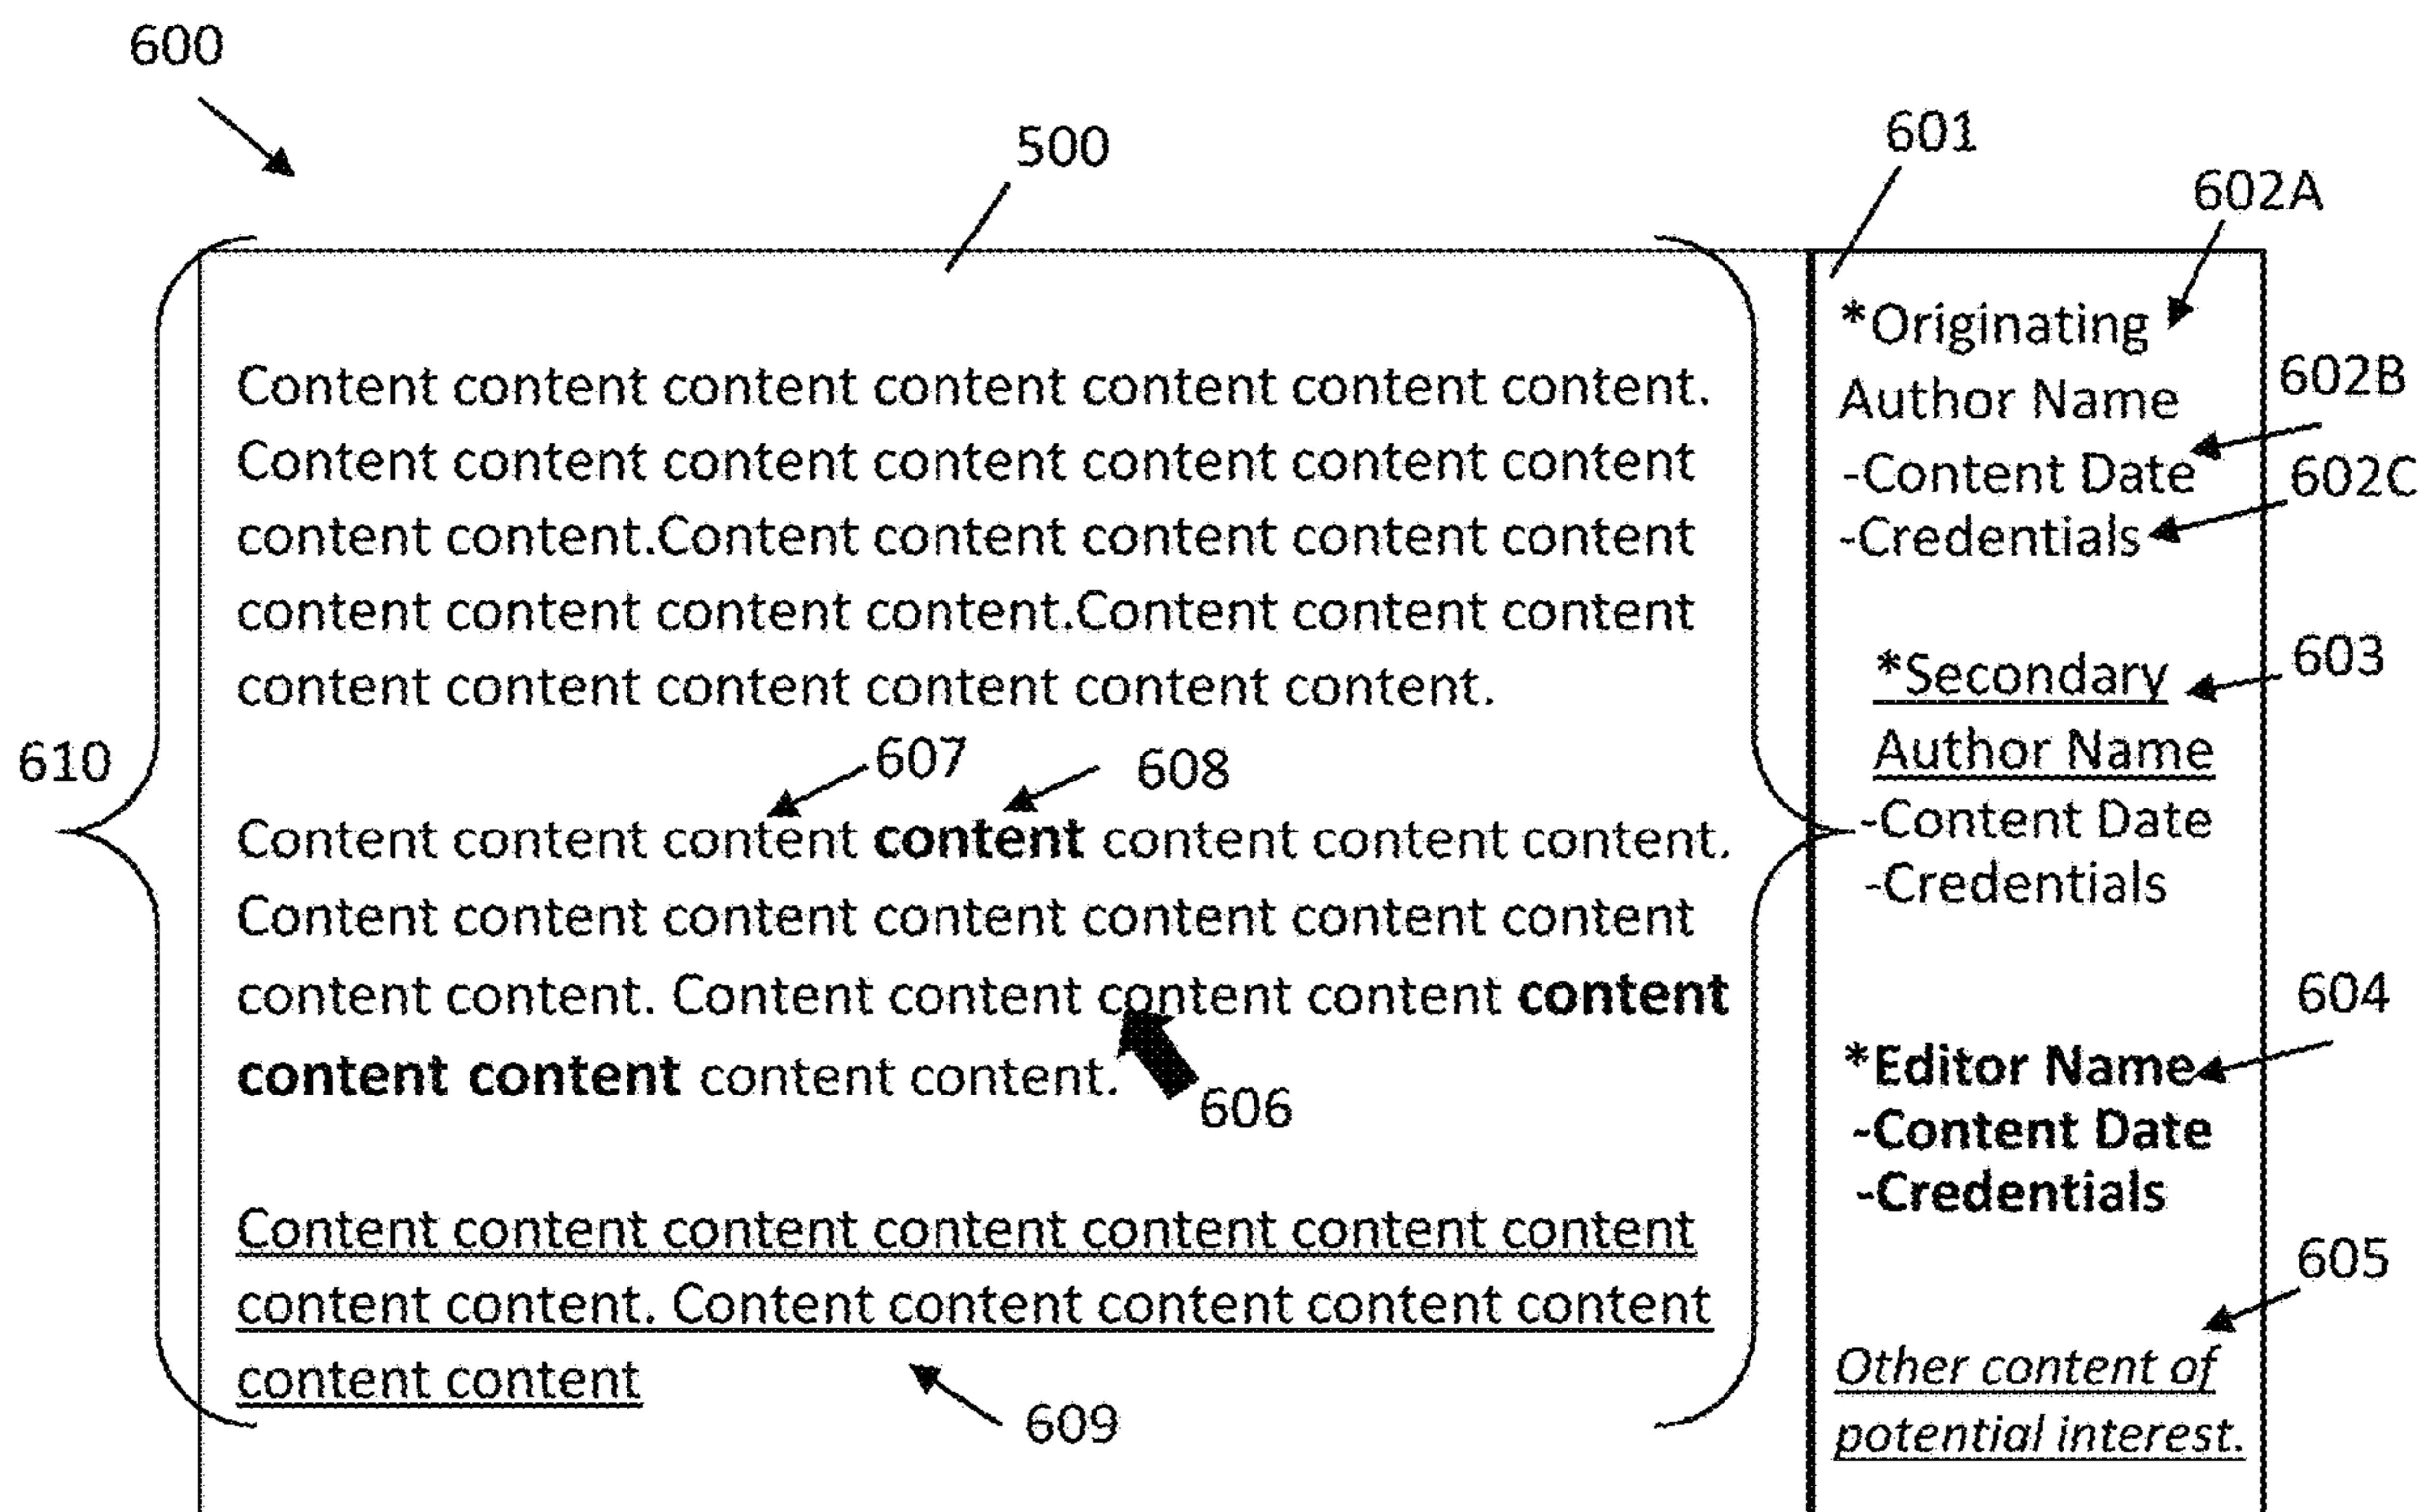 600
500
601
602A
Content content content content content content content.
Content content content content content content content
content content.Content content content content content
content content content content.Content content content
content content content content content content.
610
607
608
Content content content content content content content.
Content content content content content content content
content content. Content content content content content
content content content content.
606
Content content content content content content content
content content. Content content content content content
content content
609
*Originating
Author Name
602B
-Content Date
602C
-Credentials
603
*Secondary
Author Name
-Content Date
-Credentials
604
*Editor Name
-Content Date
-Credentials
605
Other content of
potential interest.